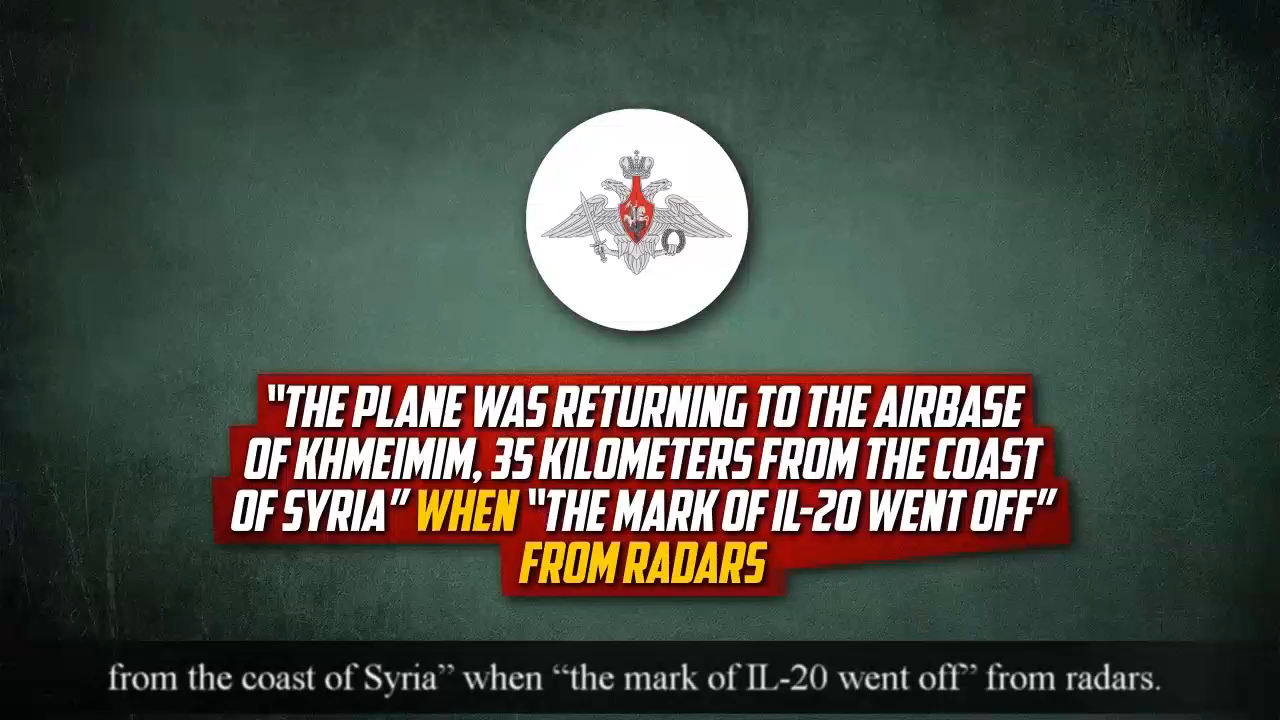 “THE PLANE WAS RETURNING TO THE AIRBASE
OF KHMEIMIM, 35 KILOMETERS FROM THE COAST
OF SYRIA” WHEN “THE MARK OF IL-20 WENT OFF”
FROM RADARS
from the coast of Syria” when “the mark of IL-20 went off” from radars.